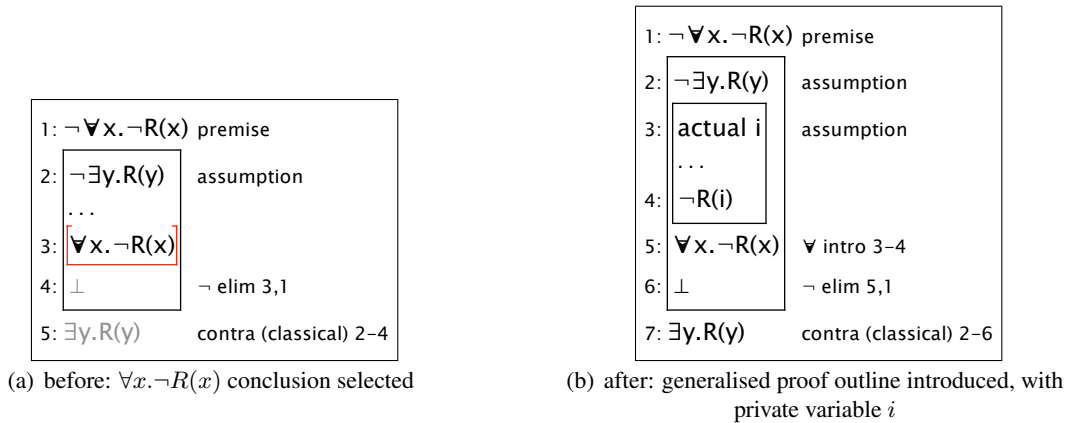 1: ¬∀x.¬R(x) premise
2: ¬∃y.R(y) assumption
...
3: ∀x.¬R(x)
4: ⊥ ¬ elim 3,1
5: ∃y.R(y) contra (classical) 2–4
(a) before: ∀x.¬R(x) conclusion selected
1: ¬∀x.¬R(x) premise
2: ¬∃y.R(y) assumption
3: actual i assumption
...
4: ¬R(i)
5: ∀x.¬R(x) ∀ intro 3–4
6: ⊥ ¬ elim 5,1
7: ∃y.R(y) contra (classical) 2–6
(b) after: generalised proof outline introduced, with
private variable i